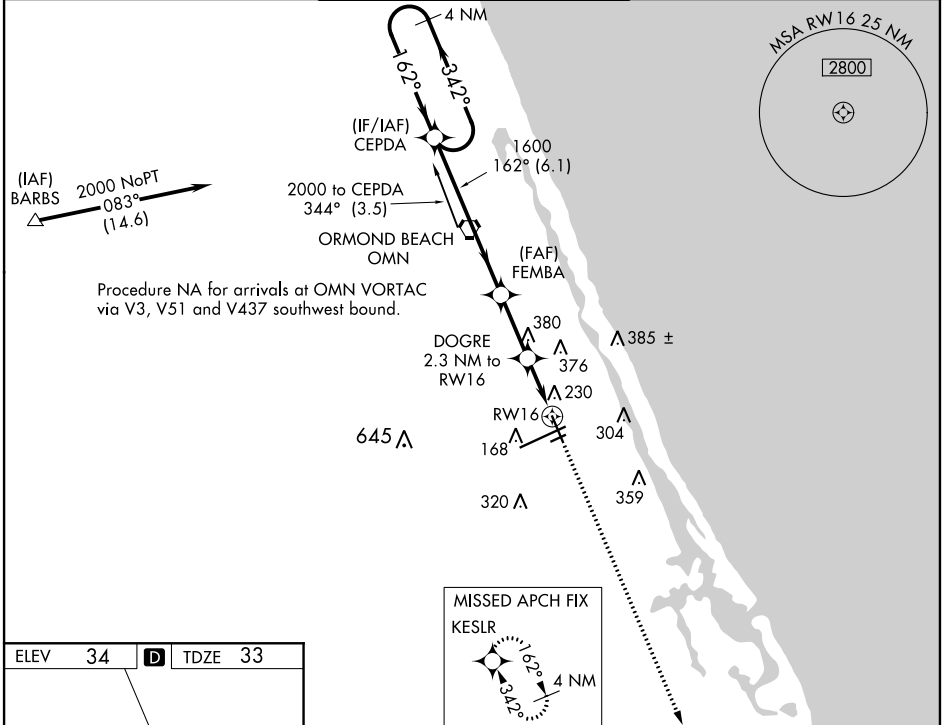 4 NM
162°
342°
MSA RW16 25 NM
2800
(IF/IAF)
CEPDA
1600
162° (6.1)
(IAF)
BARBS
2000 NoPT
083°
(14.6)
2000 to CEPDA
344° (3.5)
ORMOND BEACH
OMN
(FAF)
FEMBA
Procedure NA for arrivals at OMN VORTAC
via V3, V51 and V437 southwest bound.
380
385 ±
DOGRE
2.3 NM to
RW16
376
230
RW16
304
645
168
359
320
MISSED APCH FIX
KESLR
162°
4 NM
342°
ELEV 34 D TDZE 33